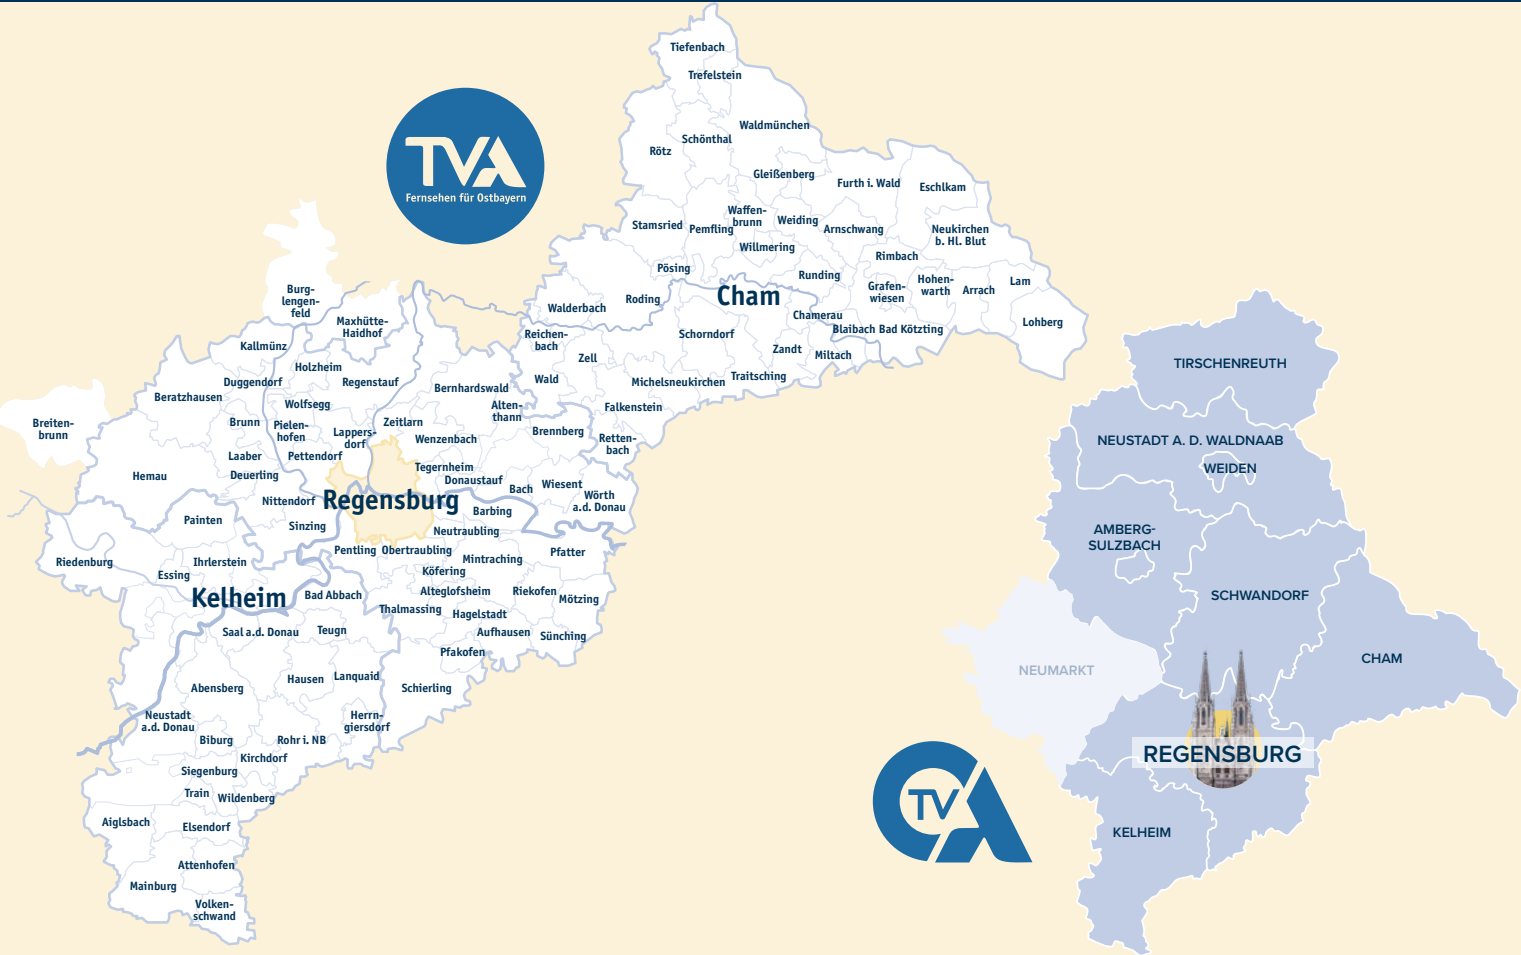 Tiefenbach
Trefelstein
Waldmünchen
Schönthal
Rötz
TVA
Fernsehen für Ostbayern
Gleißenberg
Furth i. Wald
Eschlkam
Waffen-
brunn
Weiding
Stamsried
Pemfling
Arnschwang
Neukirchen
b. Hl. Blut
Willmering
Rimbach
Pösing
Runding
Hohen-
warth
Lam
Grafen-
wiesen
Arrach
Burg-
lengen-
feld
Cham
Roding
Walderbach
Chamerau
Lohberg
Maxhütte-
Haidhof
Blaibach
Bad Kötzting
Reichen-
bach
Schorndorf
Kallmünz
Zandt
Miltach
Zell
Holzheim
Traitsching
Wald
Michelsneukirchen
Duggendorf
Regenstauf
Bernhardswald
Beratzhausen
Wolfsegg
Alten-
thann
Falkenstein
Breiten-
brunn
Brunn
Pielen-
hofen
Zeitlarn
Lappers-
dorf
Wenzenbach
Brennberg
Retten-
bach
Laaber
Pettendorf
Hemau
Deuerling
Tegernheim
Donaustauf
Bach
Wiesent
Wörth
a.d. Donau
Nittendorf
Regensburg
Barbing
Painten
Sinzing
Neutraubling
Pentling
Obertraubling
Mintraching
Pfatter
Riedenburg
Ihrlerstein
Essing
Köfering
Kelheim
Bad Abbach
Alteglofsheim
Riekofen
Mötzing
Thalmassing
Hagelstadt
Saal a.d. Donau
Teugn
Aufhausen
Sünching
Pfakofen
Hausen
Lanquaid
Abensberg
Schierling
Neustadt
a.d. Donau
Herrn-
giersdorf
Biburg
Rohr i. NB
Kirchdorf
Siegenburg
Train
Wildenberg
Aiglsbach
Elsendorf
Attenhofen
Mainburg
Volken-
schwand
TIRSCHENREUTH
NEUSTADT A. D. WALDNAAB
WEIDEN
AMBERG-
SULZBACH
SCHWANDORF
CHAM
NEUMARKT
REGENSBURG
TVA
KELHEIM